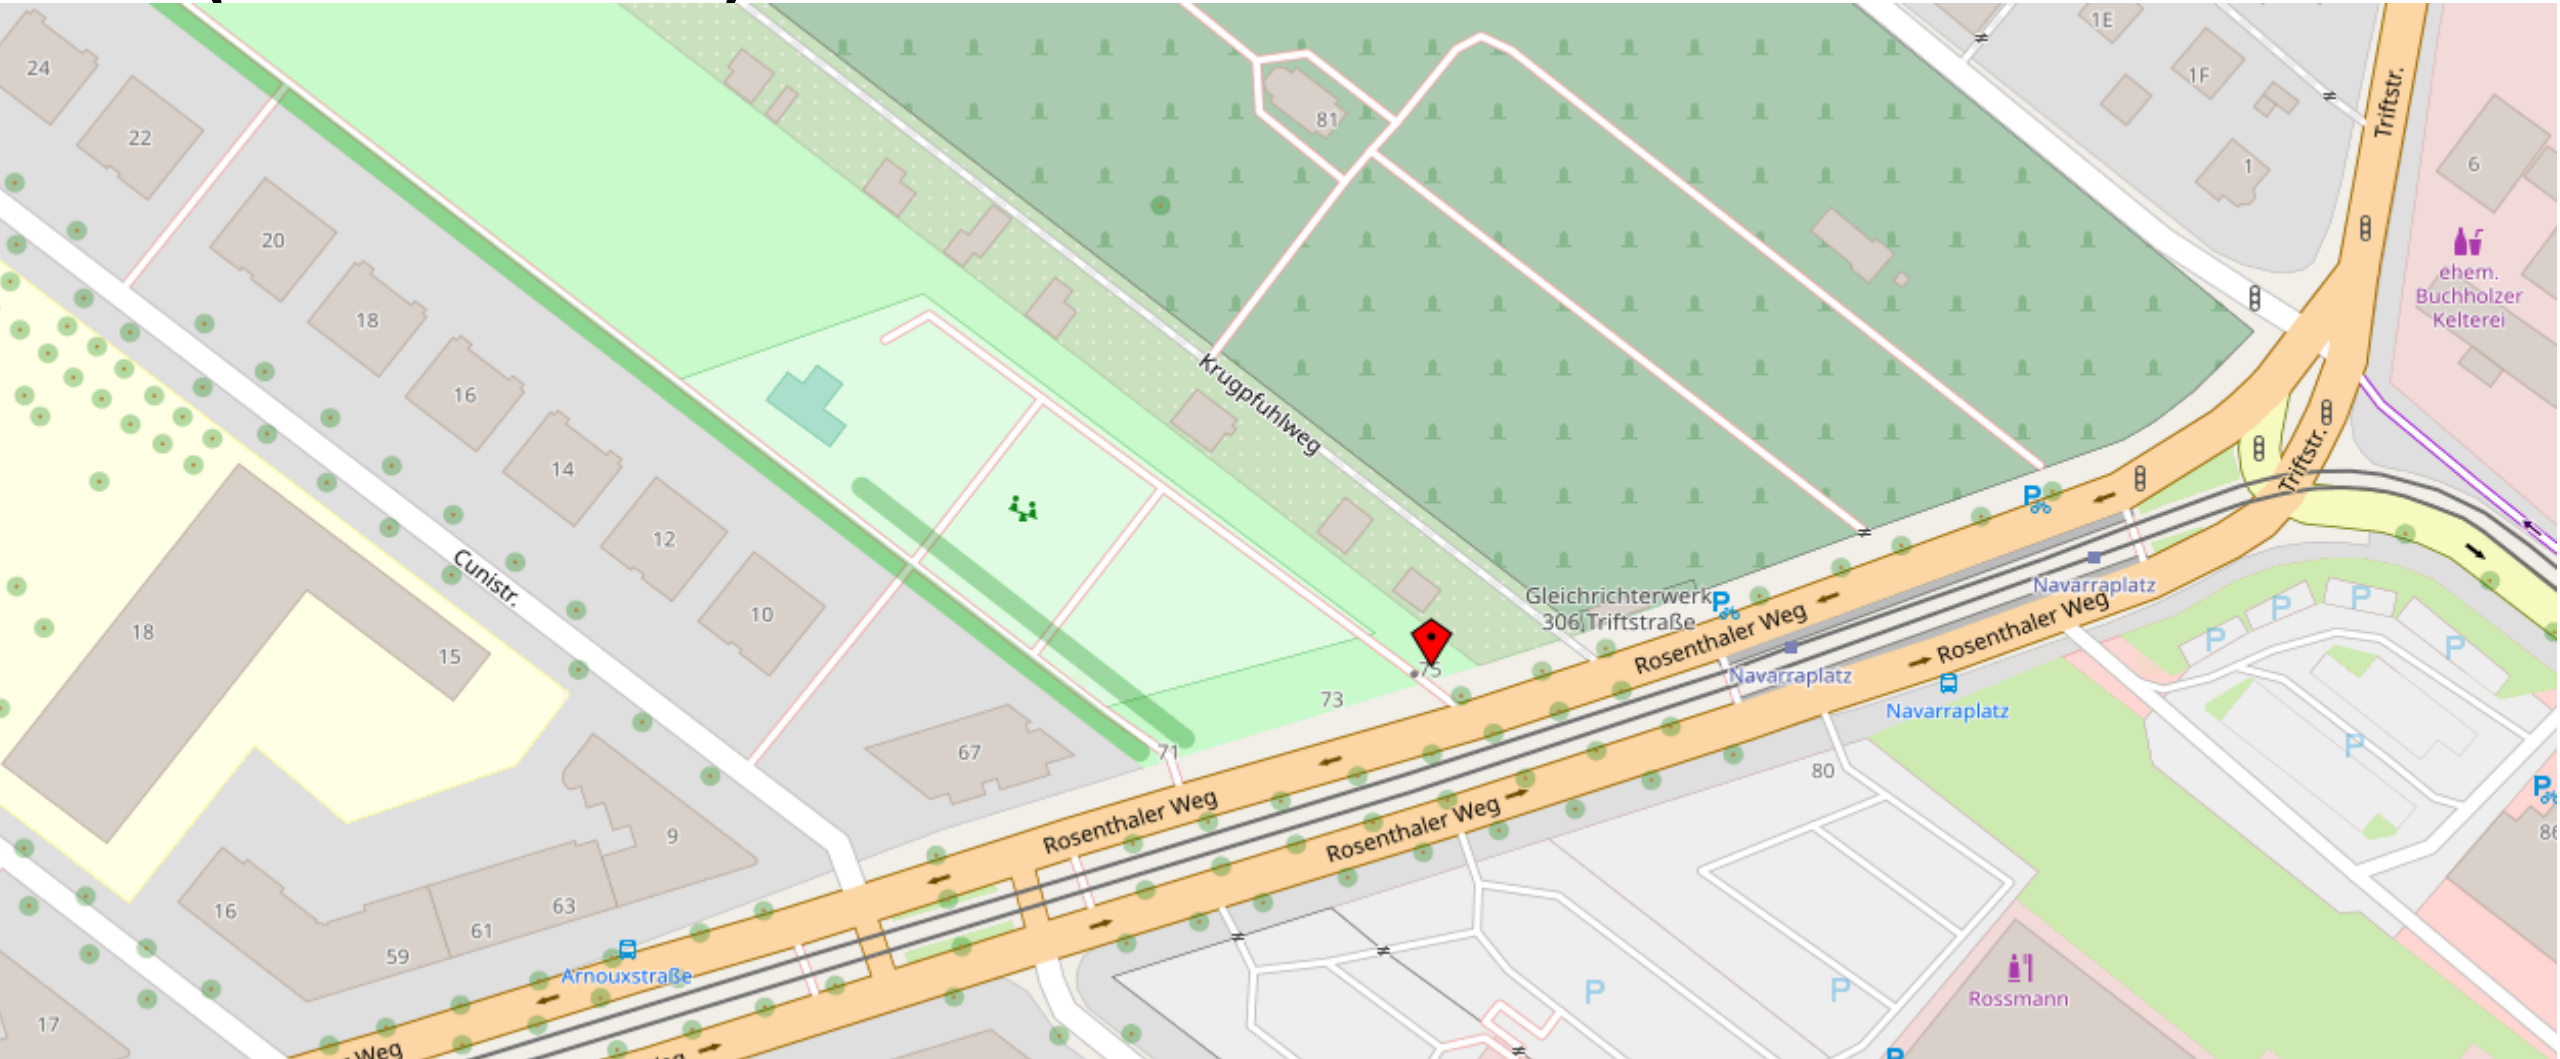 24
22
20
18
16
14
12
10
18
15
Cunistr.
67
9
71
73
75
81
Krugpfuhlweg
1E
1F
1
6
Triftstr.
ehem.
Buchholzer
Kelterei
Triftstr.
Gleichrichterwerk
306,Triftstraße
Navarraplatz
Navarraplatz
Navarraplatz
Rosenthaler Weg
Rosenthaler Weg
Rosenthaler Weg
Rosenthaler Weg
P
P
P
P
P
P
P
P
P
P
P
80
86
16
59
61
63
17
Arnouxstraße
Weg
Rossmann